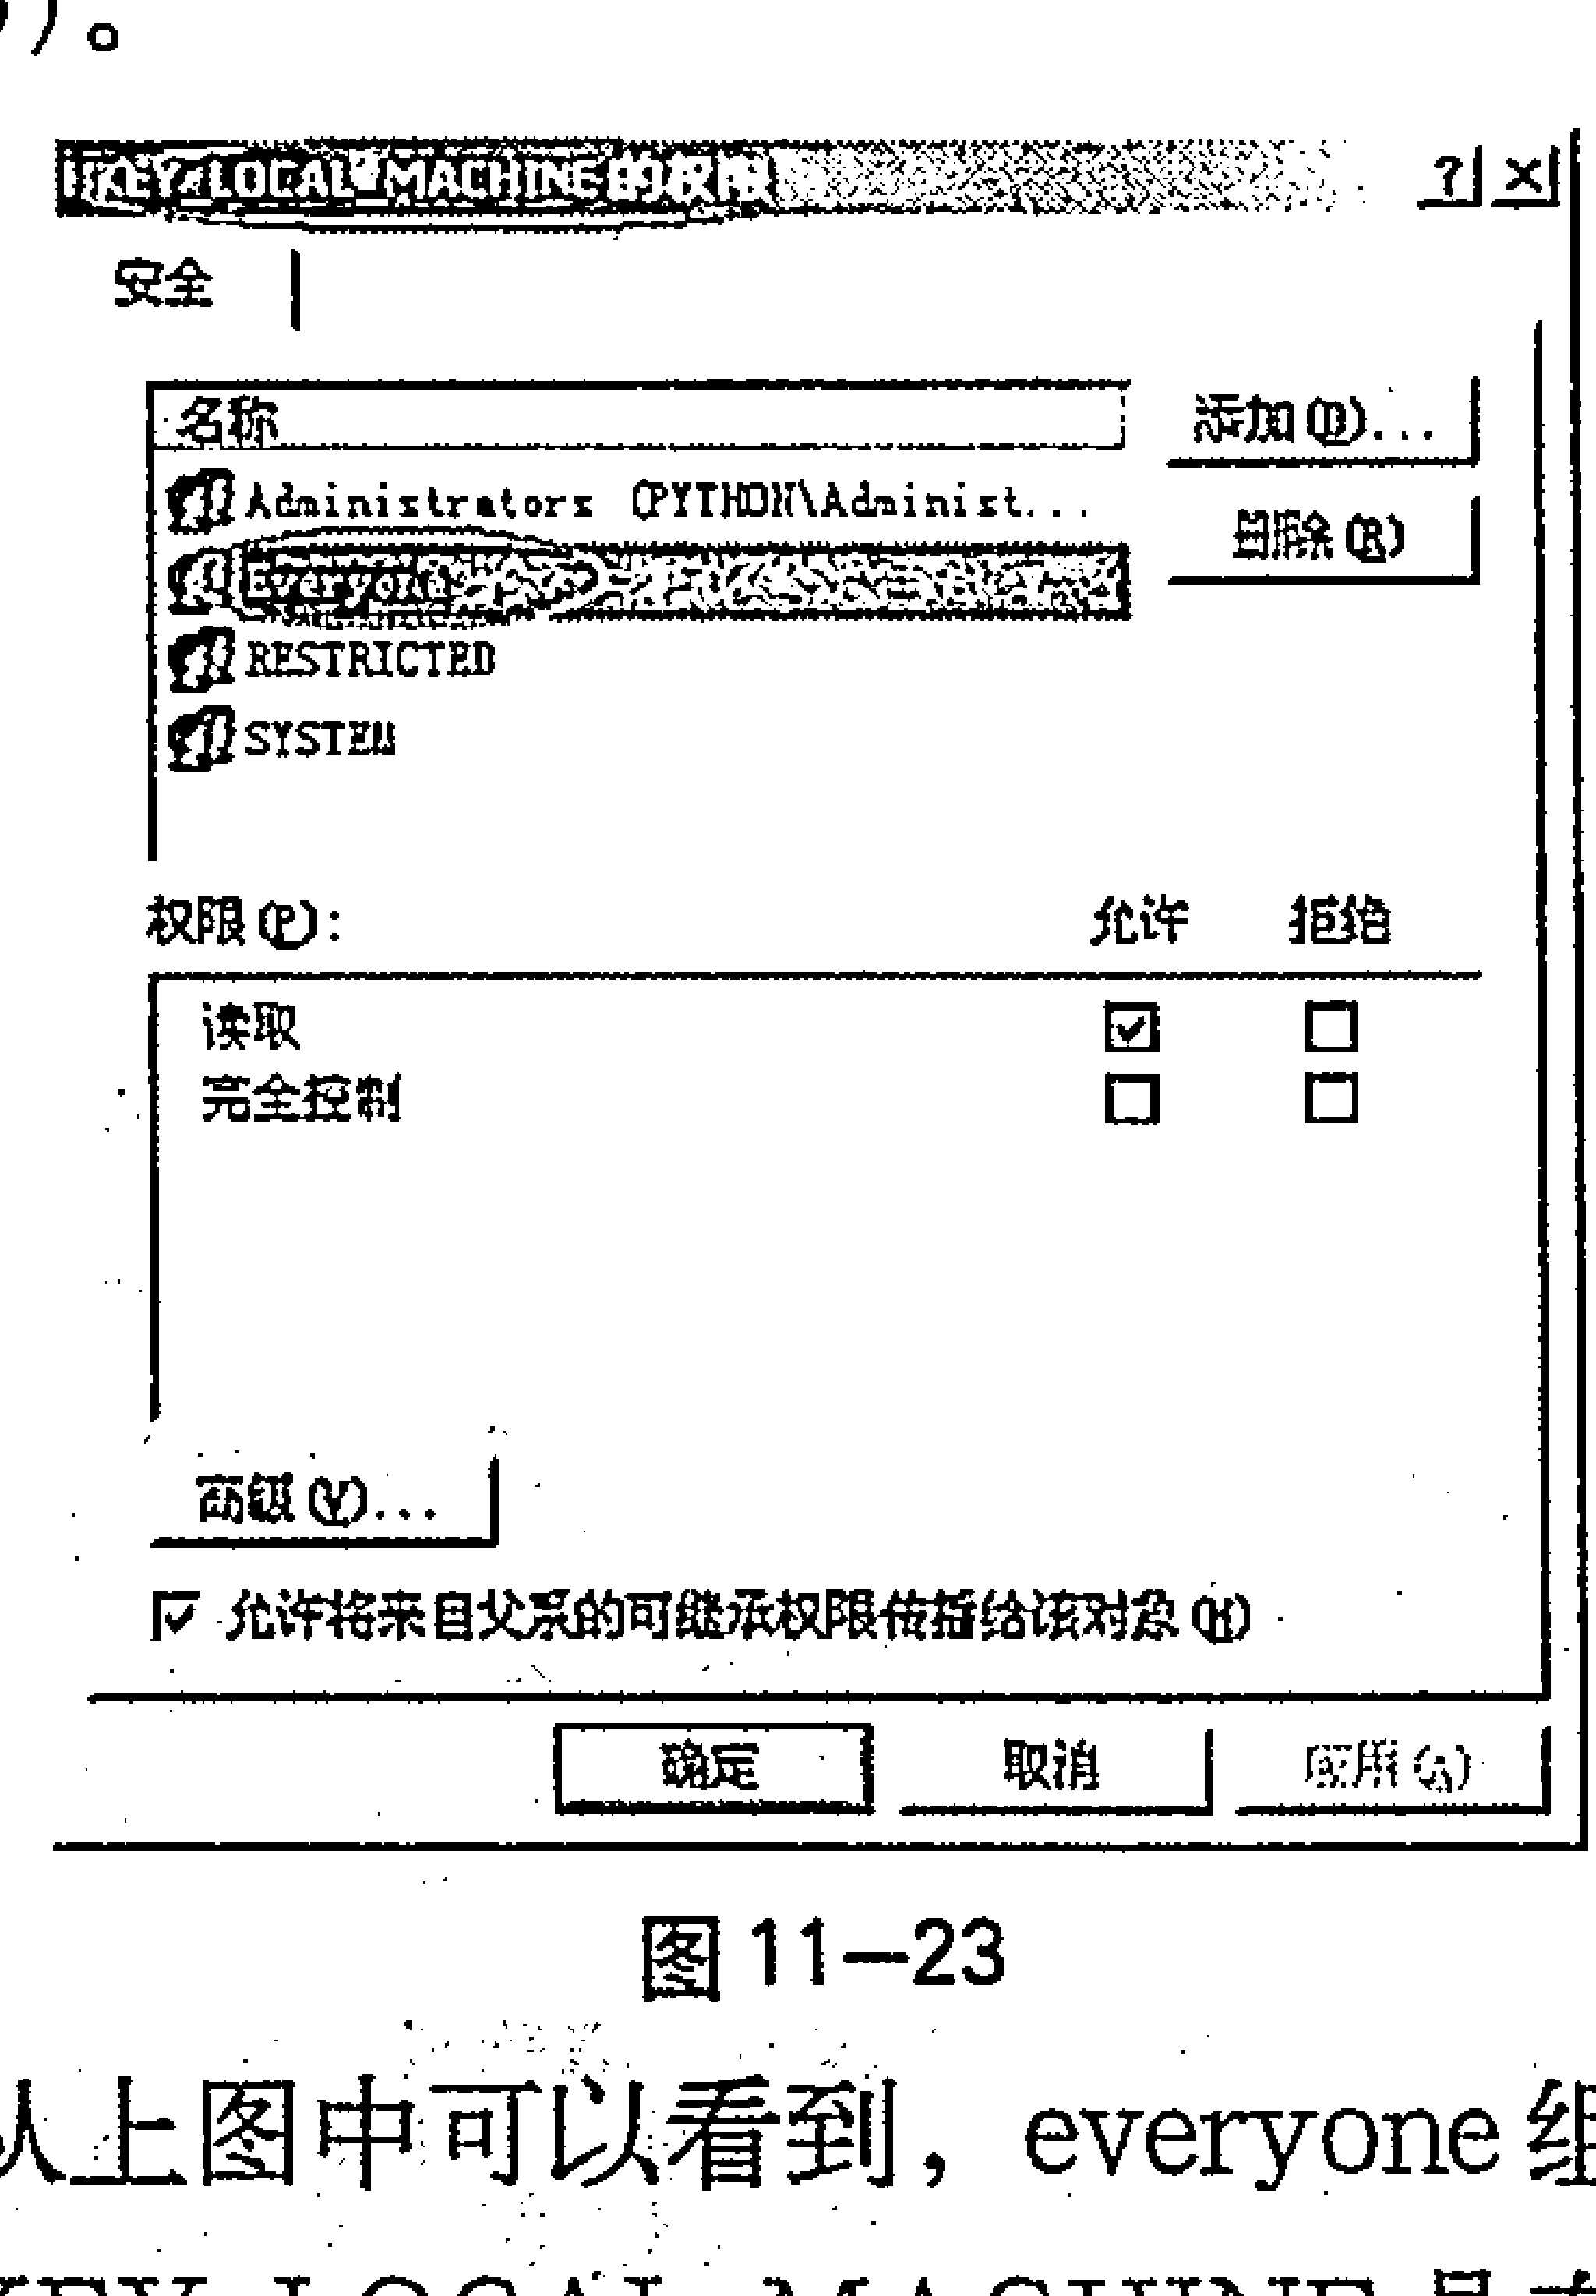 )。
HKEY_LOCAL_MACHINE的权限
安全
名称
添加(D)...
Administrators (PYTHON\Administ...
删除(R)
Everyone
RESTRICTED
SYSTEM
权限(P):
允许
拒绝
读取
完全控制
高级(V)...
允许将来自父系的可继承权限传播给该对象(H)
确定
取消
应用(A)
图 11—23
从上图中可以看到，everyone 组
KEY_LOCAL_MACHINE 具有